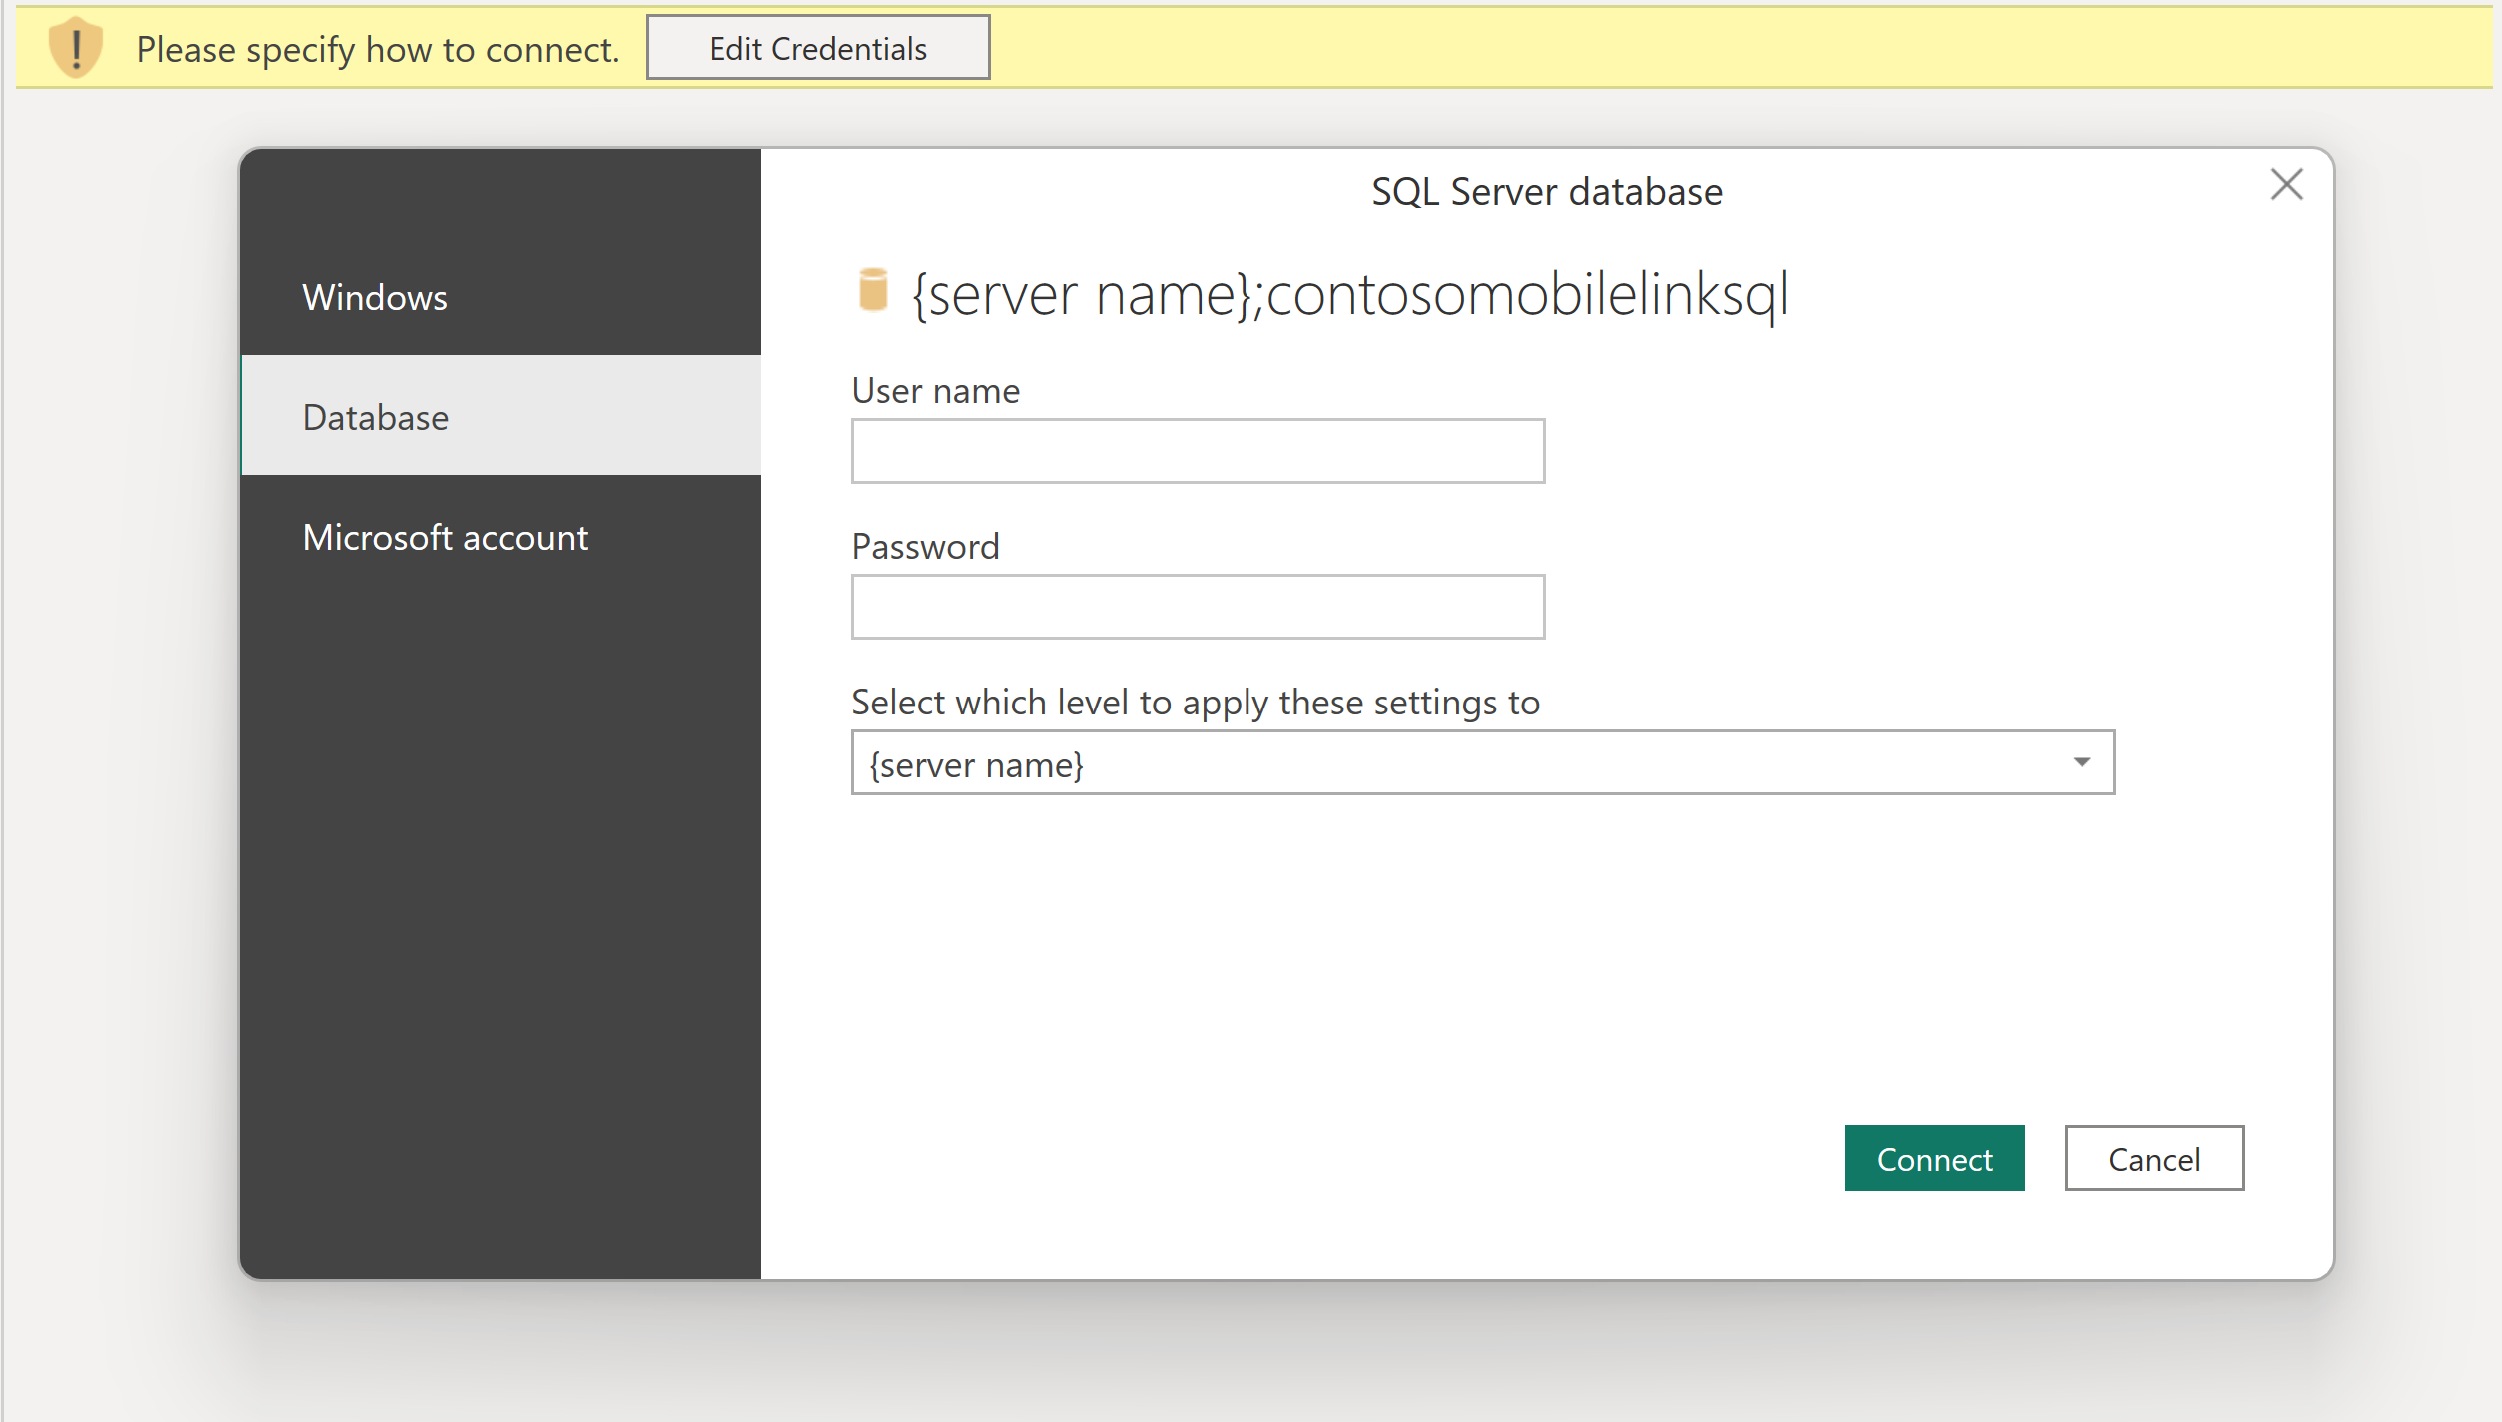 Please specify how to connect.
Edit Credentials
SQL Server database
Windows
Database
Microsoft account
{server name};contosomobilelinksql
User name
Password
Select which level to apply these settings to
{server name}
Connect
Cancel